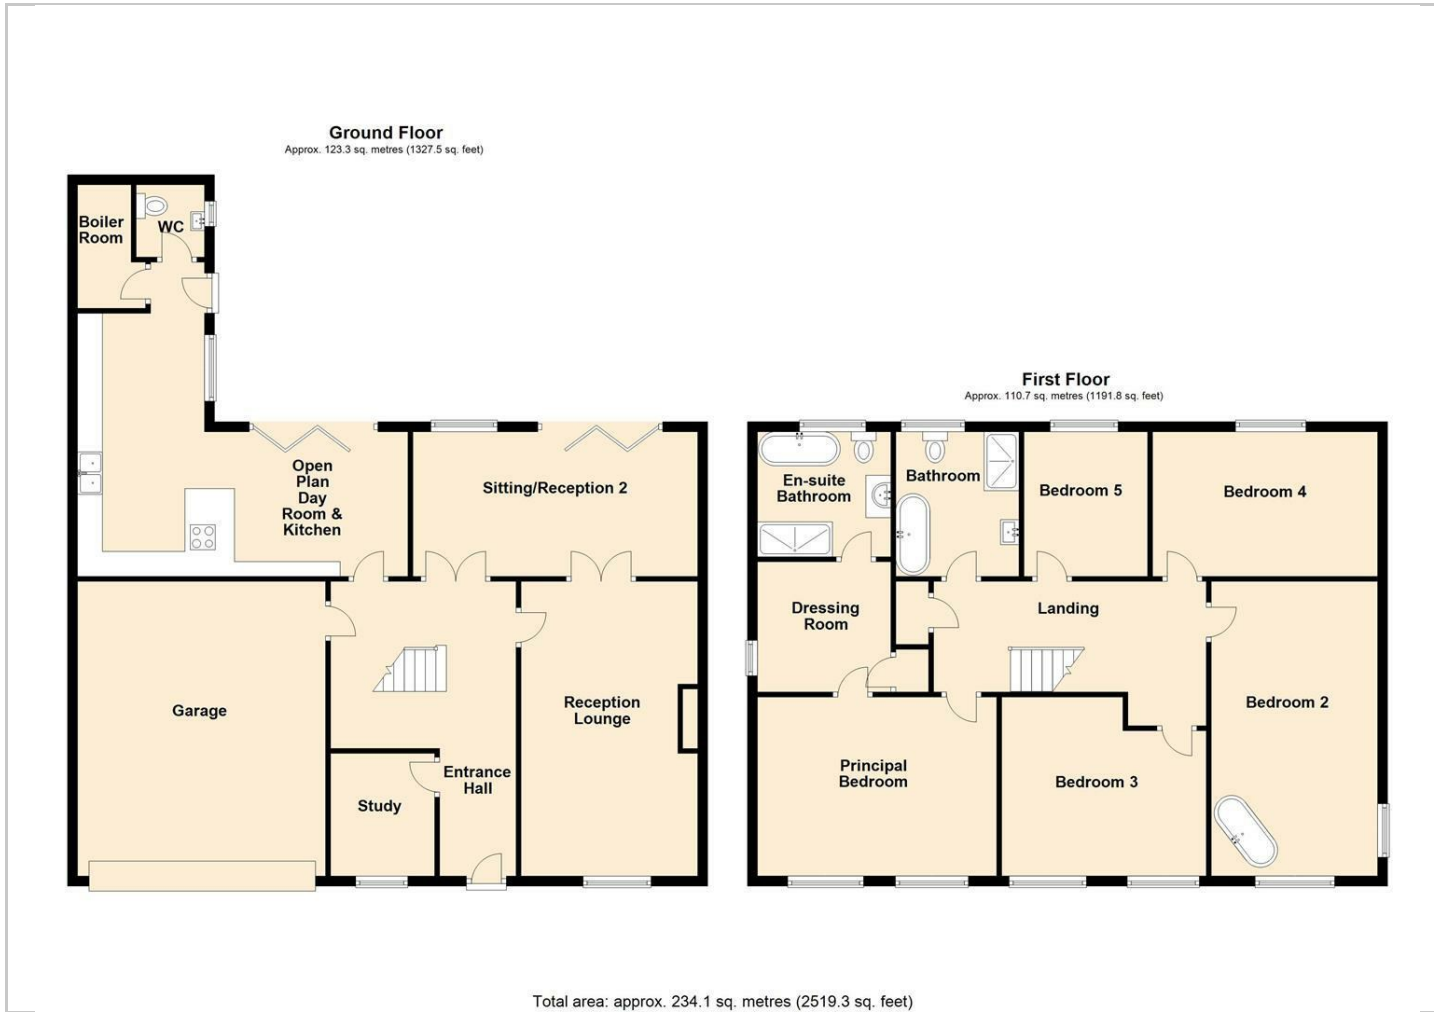 Ground Floor
Approx. 123.3 sq. metres (1327.5 sq. feet)
Boiler
Room
WC
Open
Plan
Day
Room &
Kitchen
Sitting/Reception 2
Garage
Reception
Lounge
Entrance
Hall
Study
First Floor
Approx. 110.7 sq. metres (1191.8 sq. feet)
En-suite
Bathroom
Bathroom
Bedroom 5
Bedroom 4
Dressing
Room
Landing
Bedroom 2
Principal
Bedroom
Bedroom 3
Total area: approx. 234.1 sq. metres (2519.3 sq. feet)